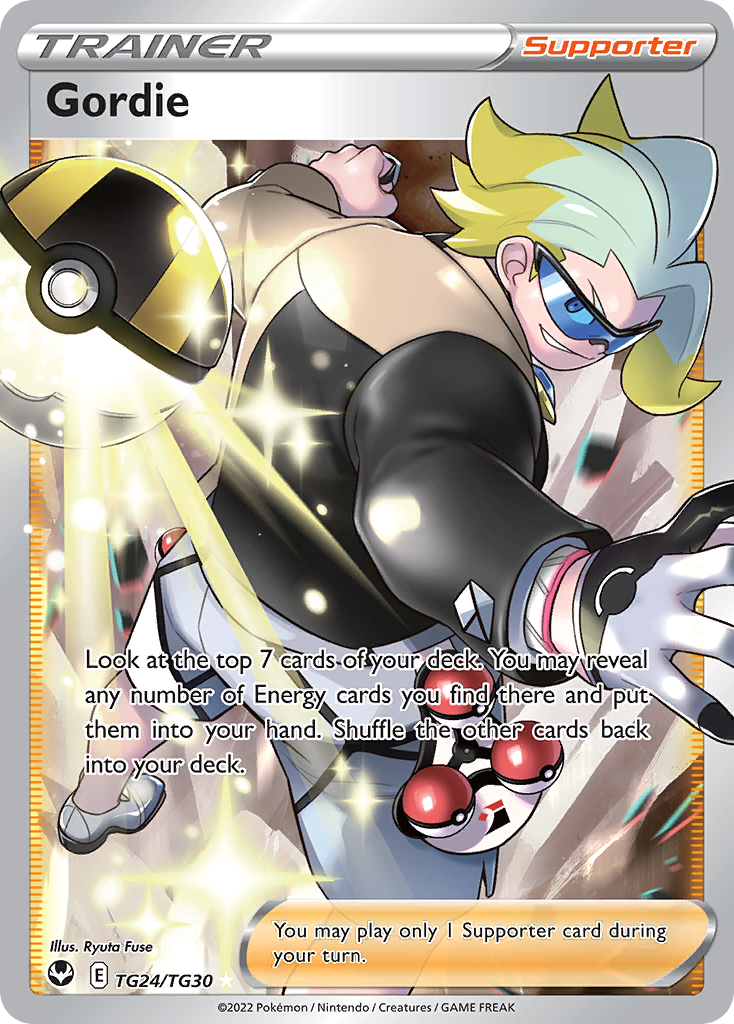 TRAINER
Supporter
Gordie
Look at the top 7 cards of your deck. You may reveal
any number of Energy cards you find there and put
them into your hand. Shuffle the other cards back
into your deck.
You may play only 1 Supporter card during
your turn.
Illus. Ryuta Fuse
E TG24/TG30
©2022 Pokémon / Nintendo / Creatures / GAME FREAK